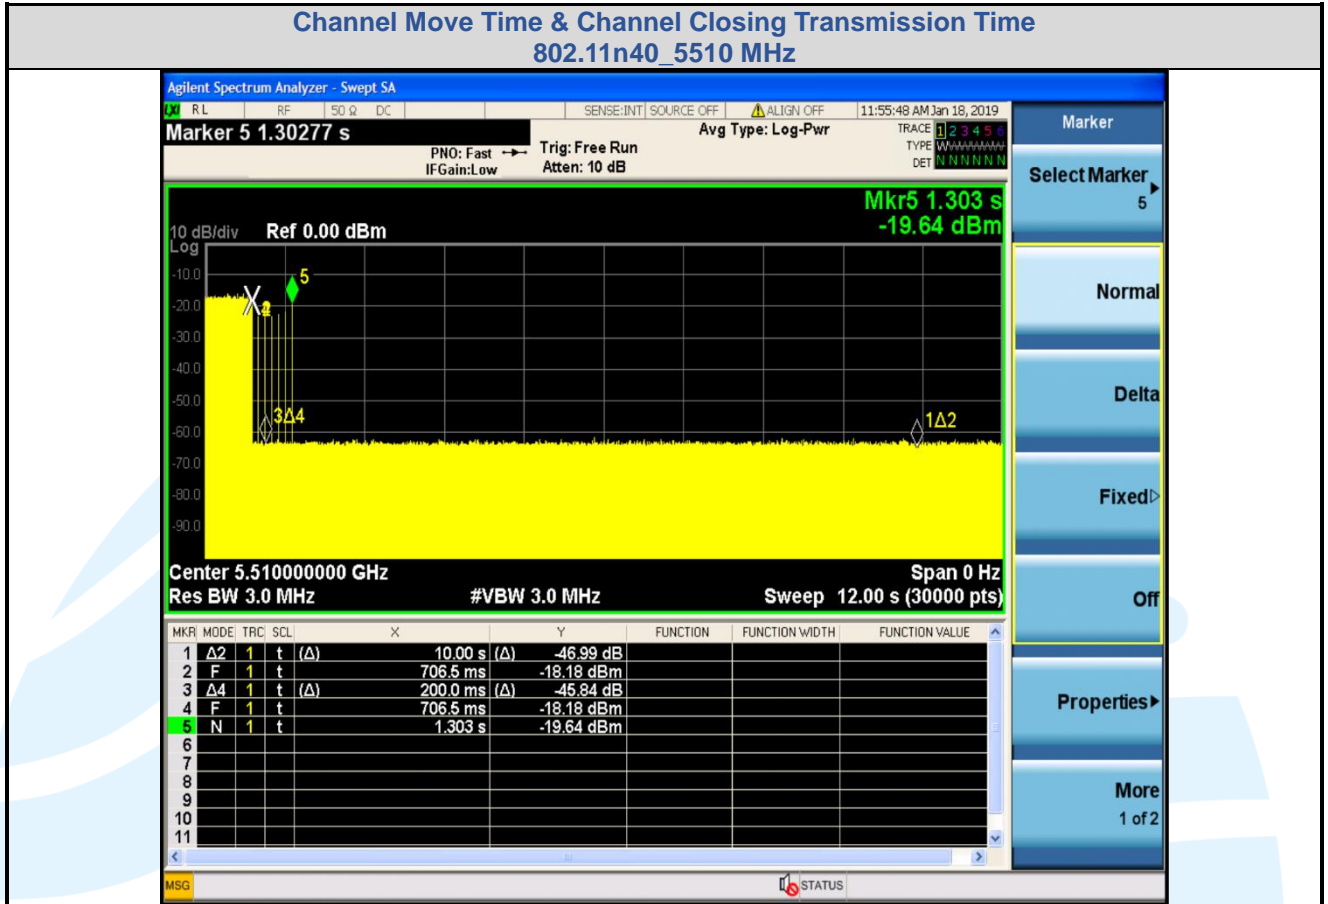 Channel Move Time & Channel Closing Transmission Time
802.11n40_5510 MHz
Agilent Spectrum Analyzer - Swept SA
LXI RL RF 50 Ω DC SENSE:INT SOURCE OFF ALIGN OFF 11:55:48 AM Jan 18, 2019
Marker 5 1.30277 s
PNO: Fast
IFGain:Low
Trig: Free Run
Atten: 10 dB
Avg Type: Log-Pwr
TRACE 1 2 3 4 5 6
TYPE WWWWWW
DET N N N N N N
Mkr5 1.303 s
-19.64 dBm
10 dB/div Ref 0.00 dBm
Log
-10.0
-20.0
-30.0
-40.0
-50.0
-60.0
-70.0
-80.0
-90.0
5
3Δ4
1Δ2
Center 5.510000000 GHz Span 0 Hz
Res BW 3.0 MHz #VBW 3.0 MHz Sweep 12.00 s (30000 pts)
MKR MODE TRC SCL X Y FUNCTION FUNCTION WIDTH FUNCTION VALUE
1 Δ2 1 t (Δ) 10.00 s (Δ) -46.99 dB
2 F 1 t 706.5 ms -18.18 dBm
3 Δ4 1 t (Δ) 200.0 ms (Δ) -45.84 dB
4 F 1 t 706.5 ms -18.18 dBm
5 N 1 t 1.303 s -19.64 dBm
6
7
8
9
10
11
MSG STATUS
Marker
Select Marker
5
Normal
Delta
Fixed
Off
Properties
More
1 of 2